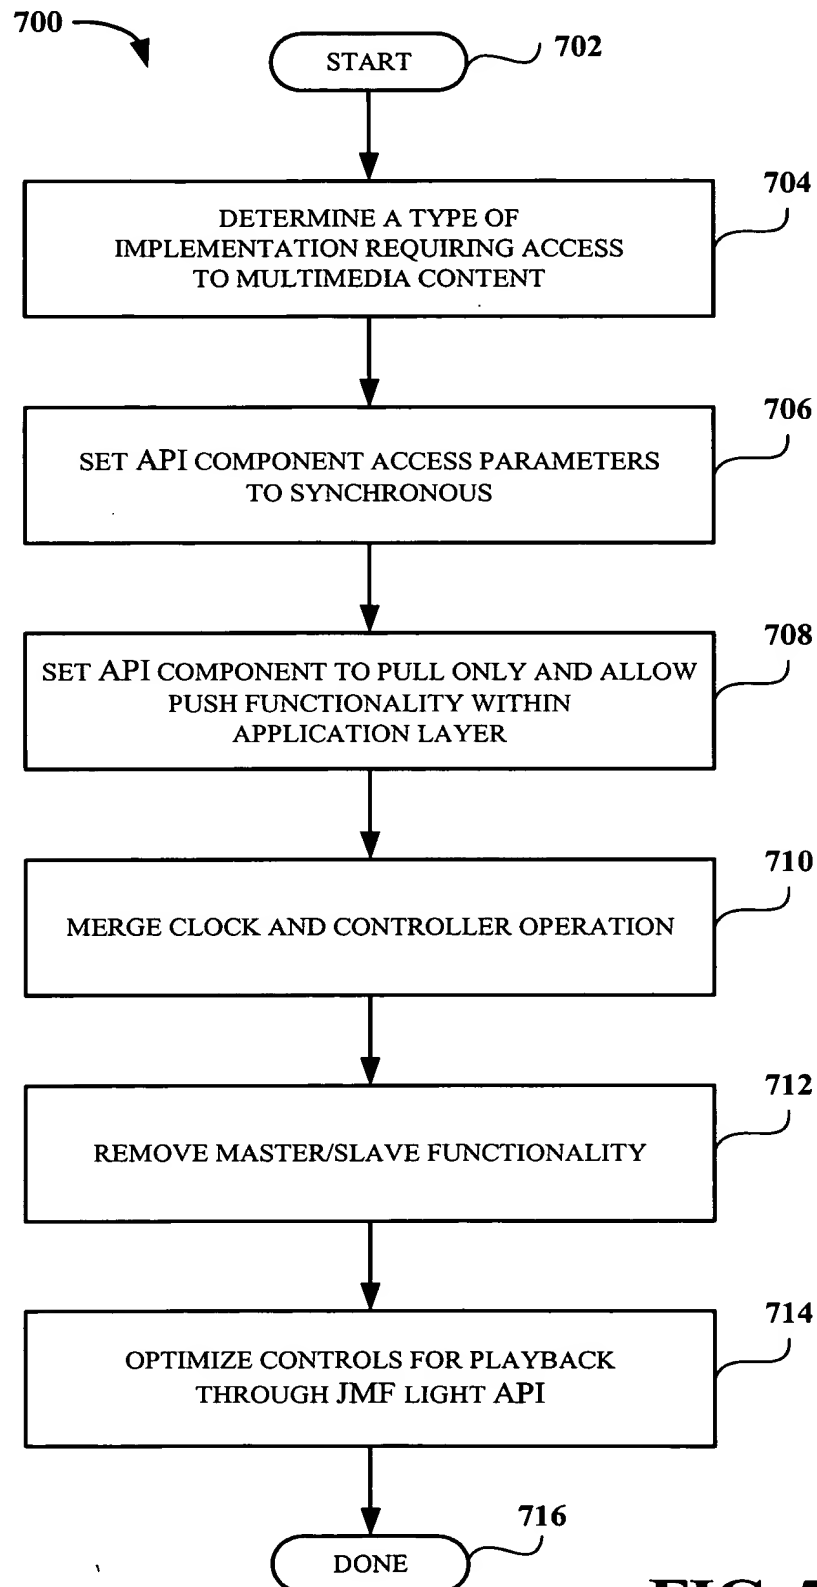 700
START
702
704
DETERMINE A TYPE OF
IMPLEMENTATION REQUIRING ACCESS
TO MULTIMEDIA CONTENT
706
SET API COMPONENT ACCESS PARAMETERS
TO SYNCHRONOUS
708
SET API COMPONENT TO PULL ONLY AND ALLOW
PUSH FUNCTIONALITY WITHIN
APPLICATION LAYER
710
MERGE CLOCK AND CONTROLLER OPERATION
712
REMOVE MASTER/SLAVE FUNCTIONALITY
714
OPTIMIZE CONTROLS FOR PLAYBACK
THROUGH JMF LIGHT API
716
DONE